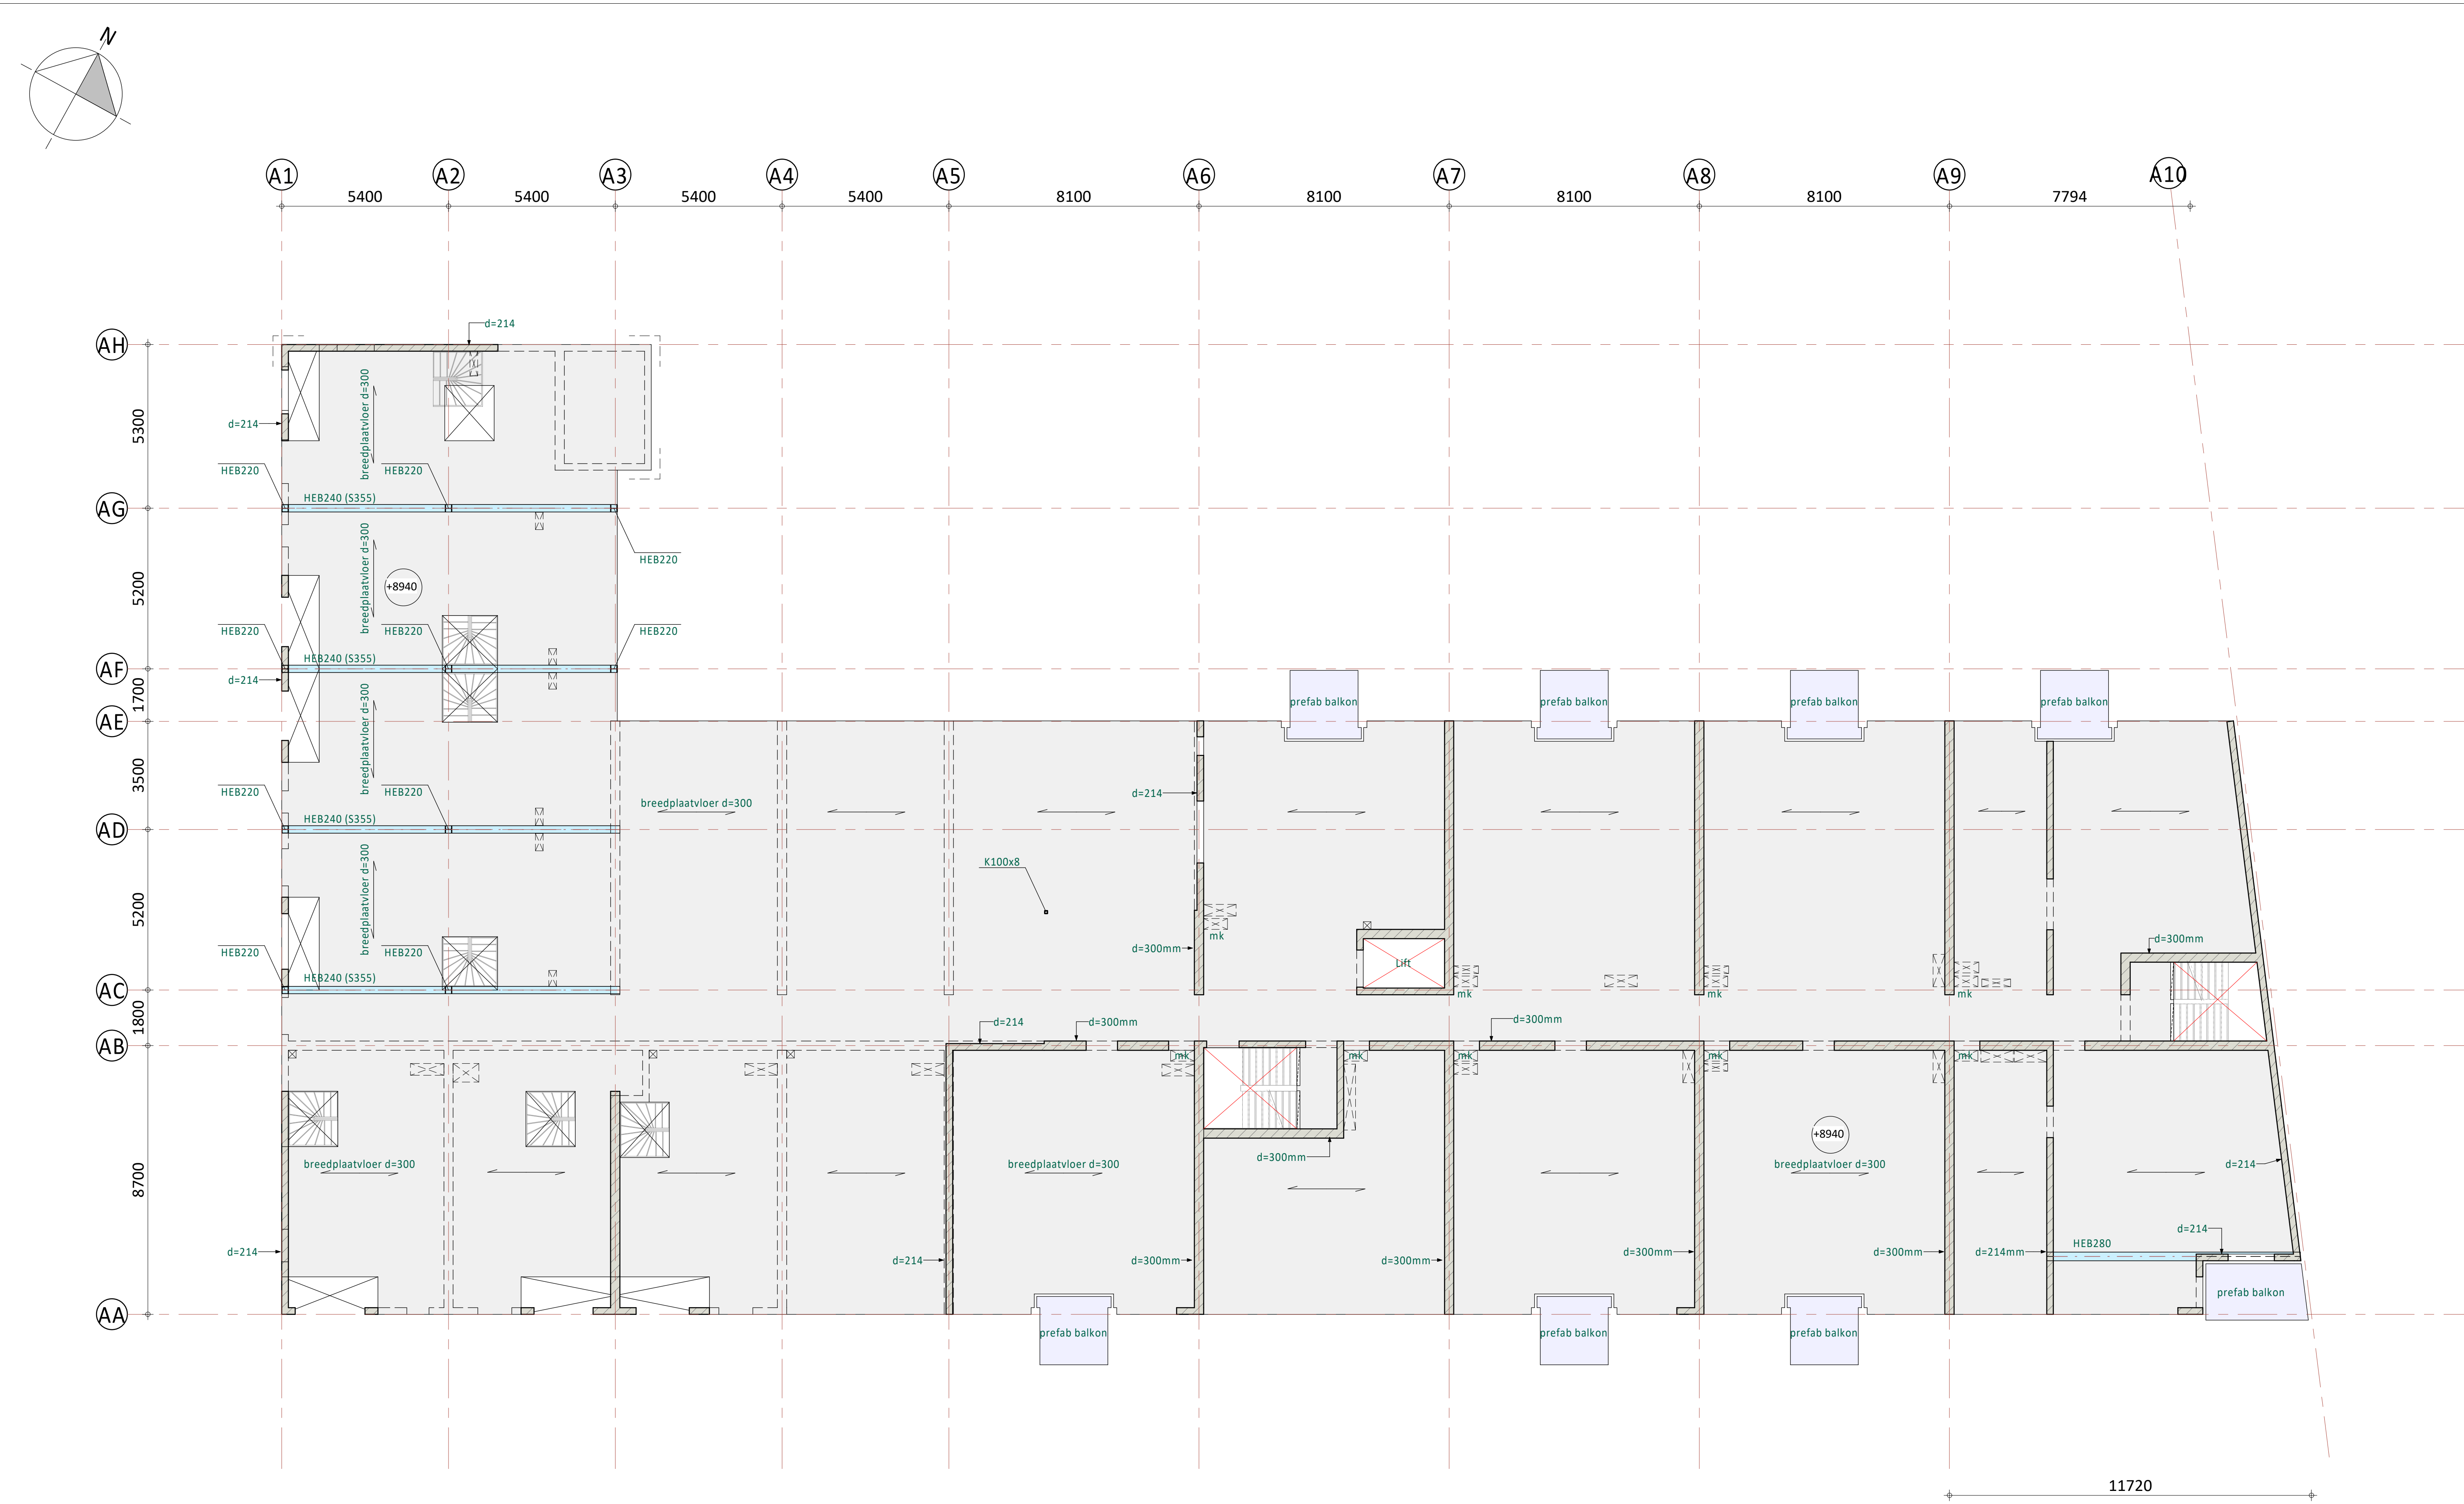 N
A1 A2 A3 A4 A5 A6 A7 A8 A9 A10
5400 5400 5400 5400 8100 8100 8100 8100 7794
d=214
AH
5300
breedplaatvloer d=300
d=214
HEB220 HEB220
HEB240 (S355)
AG
HEB220
5200
breedplaatvloer d=300
+8940
HEB220 HEB220 HEB220
HEB240 (S355)
AF
d=214
1700
prefab balkon prefab balkon prefab balkon prefab balkon
AE
breedplaatvloer d=300
3500
HEB220 HEB220
d=214
breedplaatvloer d=300
HEB240 (S355)
AD
K100x8
5200
breedplaatvloer d=300
mk
d=300mm
d=300mm
HEB220 HEB220
Lift
HEB240 (S355)
AC
mk mk mk
1800
d=214 d=300mm d=300mm
AB
mk mk mk mk mk
+8940
8700
d=300mm
breedplaatvloer d=300 breedplaatvloer d=300 breedplaatvloer d=300
d=214
d=214
HEB280
d=214 d=214 d=300mm d=300mm d=300mm d=300mm d=214mm
prefab balkon
AA
prefab balkon prefab balkon prefab balkon
11720